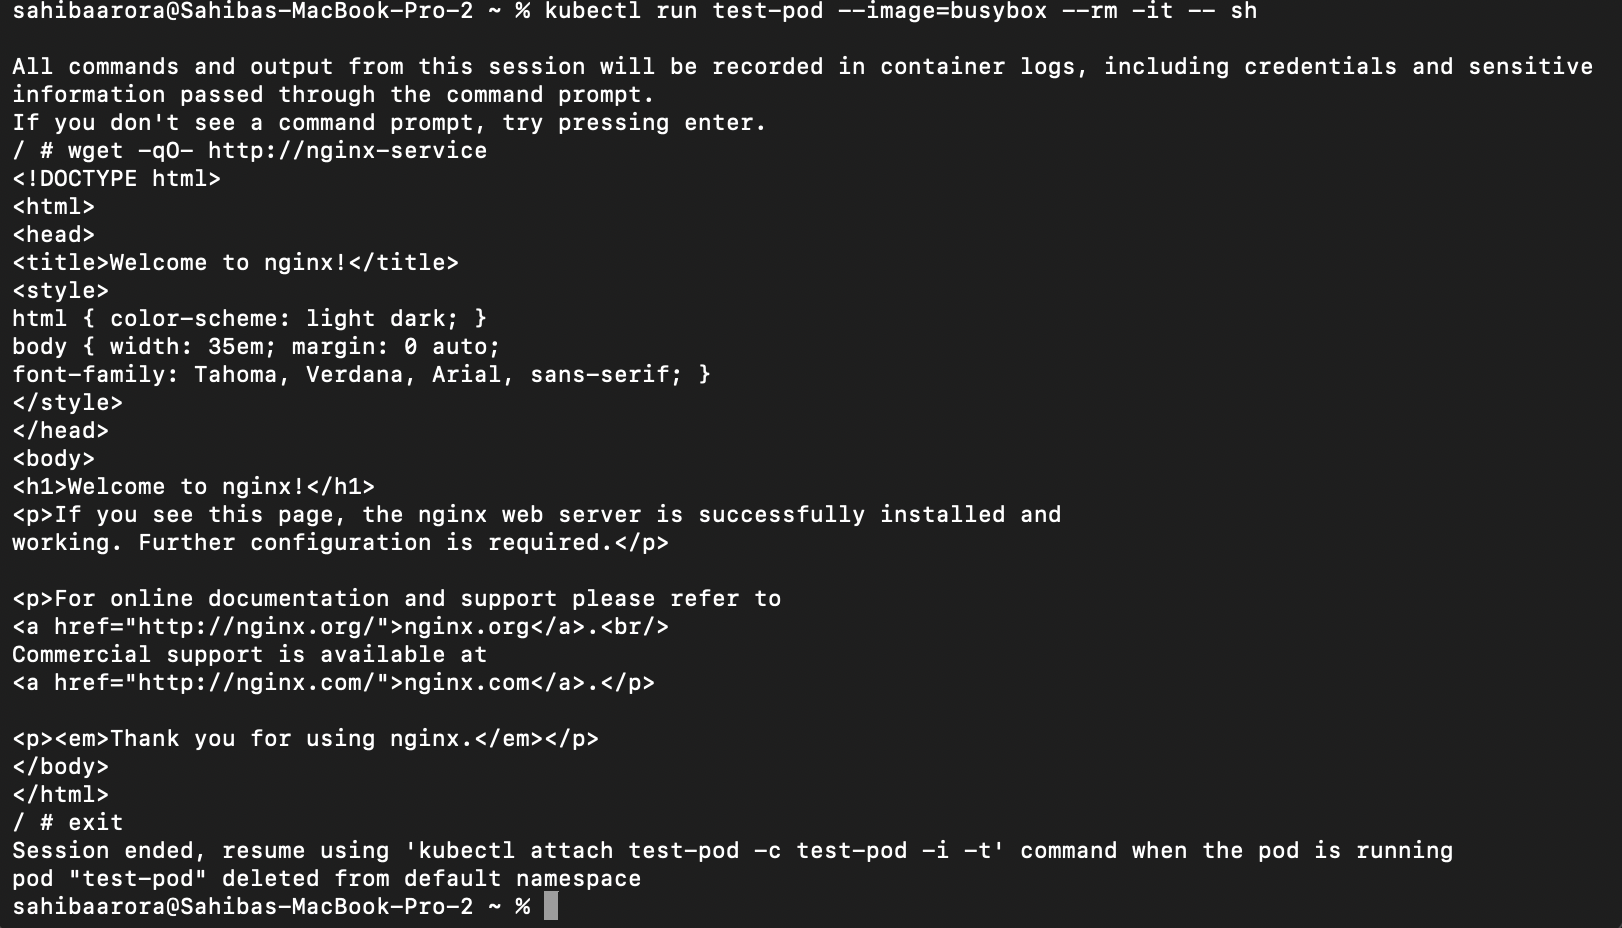 sahibaarora@Sahibas-MacBook-Pro-2 ~ % kubectl run test-pod --image=busybox --rm -it -- sh
All commands and output from this session will be recorded in container logs, including credentials and sensitive
information passed through the command prompt.
If you don't see a command prompt, try pressing enter.
/ # wget -qO- http://nginx-service
<!DOCTYPE html>
<html>
<head>
<title>Welcome to nginx!</title>
<style>
html { color-scheme: light dark; }
body { width: 35em; margin: 0 auto;
font-family: Tahoma, Verdana, Arial, sans-serif; }
</style>
</head>
<body>
<h1>Welcome to nginx!</h1>
<p>If you see this page, the nginx web server is successfully installed and
working. Further configuration is required.</p>
<p>For online documentation and support please refer to
<a href="http://nginx.org/">nginx.org</a>.<br/>
Commercial support is available at
<a href="http://nginx.com/">nginx.com</a>.</p>
<p><em>Thank you for using nginx.</em></p>
</body>
</html>
/ # exit
Session ended, resume using 'kubectl attach test-pod -c test-pod -i -t' command when the pod is running
pod "test-pod" deleted from default namespace
sahibaarora@Sahibas-MacBook-Pro-2 ~ %